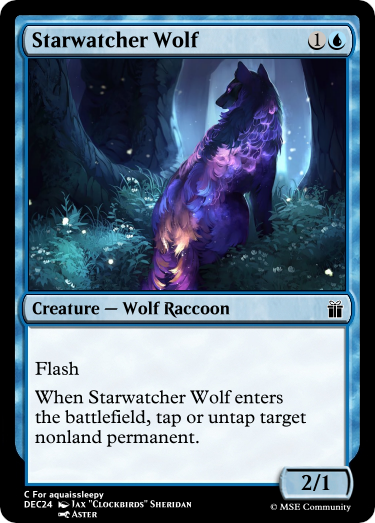 Starwatcher Wolf 1
Creature — Wolf Raccoon
Flash
When Starwatcher Wolf enters
the battlefield, tap or untap target
nonland permanent.
2/1
C For aquaissleepy
DEC24 Jax "Clockbirds" Sheridan
Aster
© MSE Community